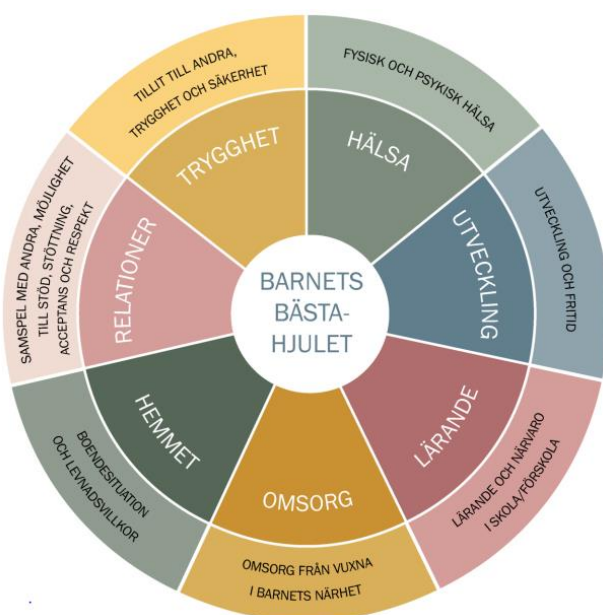 BARNETS
BÄSTA-
HJULET
TRYGGHET
TILLIT TILL ANDRA,
TRYGGHET OCH SÄKERHET
HÄLSA
FYSISK OCH PSYKISK HÄLSA
UTVECKLING
UTVECKLING OCH FRITID
LÄRANDE
LÄRANDE OCH NÄRVARO
I SKOLA/FÖRSKOLA
OMSORG
OMSORG FRÅN VUXNA
I BARNETS NÄRHET
HEMMET
BOENDESITUATION
OCH LEVNADSVILLKOR
RELATIONER
SAMSPEL MED ANDRA, MÖJLIGHET
TILL STÖD, STÖTTNING,
ACCEPTANS OCH RESPEKT